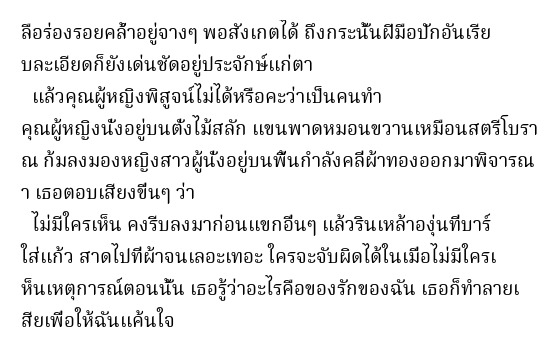 ลือร่องรอยคล้ำอยู่จางๆ พอสังเกตได้ ถึงกระนั้นฝีมือปักอันเรีย
บละเอียดก็ยังเด่นชัดอยู่ประจักษ์แก่ตา
แล้วคุณผู้หญิงพิสูจน์ไม่ได้หรือคะว่าเป็นคนทำ
คุณผู้หญิงนั่งอยู่บนตั่งไม้สลัก แขนพาดหมอนขวานเหมือนสตรีโบรา
ณ ก้มลงมองหญิงสาวผู้นั่งอยู่บนพื้นกำลังคลี่ผ้าทองออกมาพิจารณ
า เธอตอบเสียงขื่นๆ ว่า
ไม่มีใครเห็น คงรีบลงมาก่อนแขกอื่นๆ แล้วรินเหล้าองุ่นที่บาร์
ใส่แก้ว สาดไปที่ผ้าจนเลอะเทอะ ใครจะจับผิดได้ในเมื่อไม่มีใครเ
ห็นเหตุการณ์ตอนนั้น เธอรู้ว่าอะไรคือของรักของฉัน เธอก็ทำลายเ
สียเพื่อให้ฉันแค้นใจ